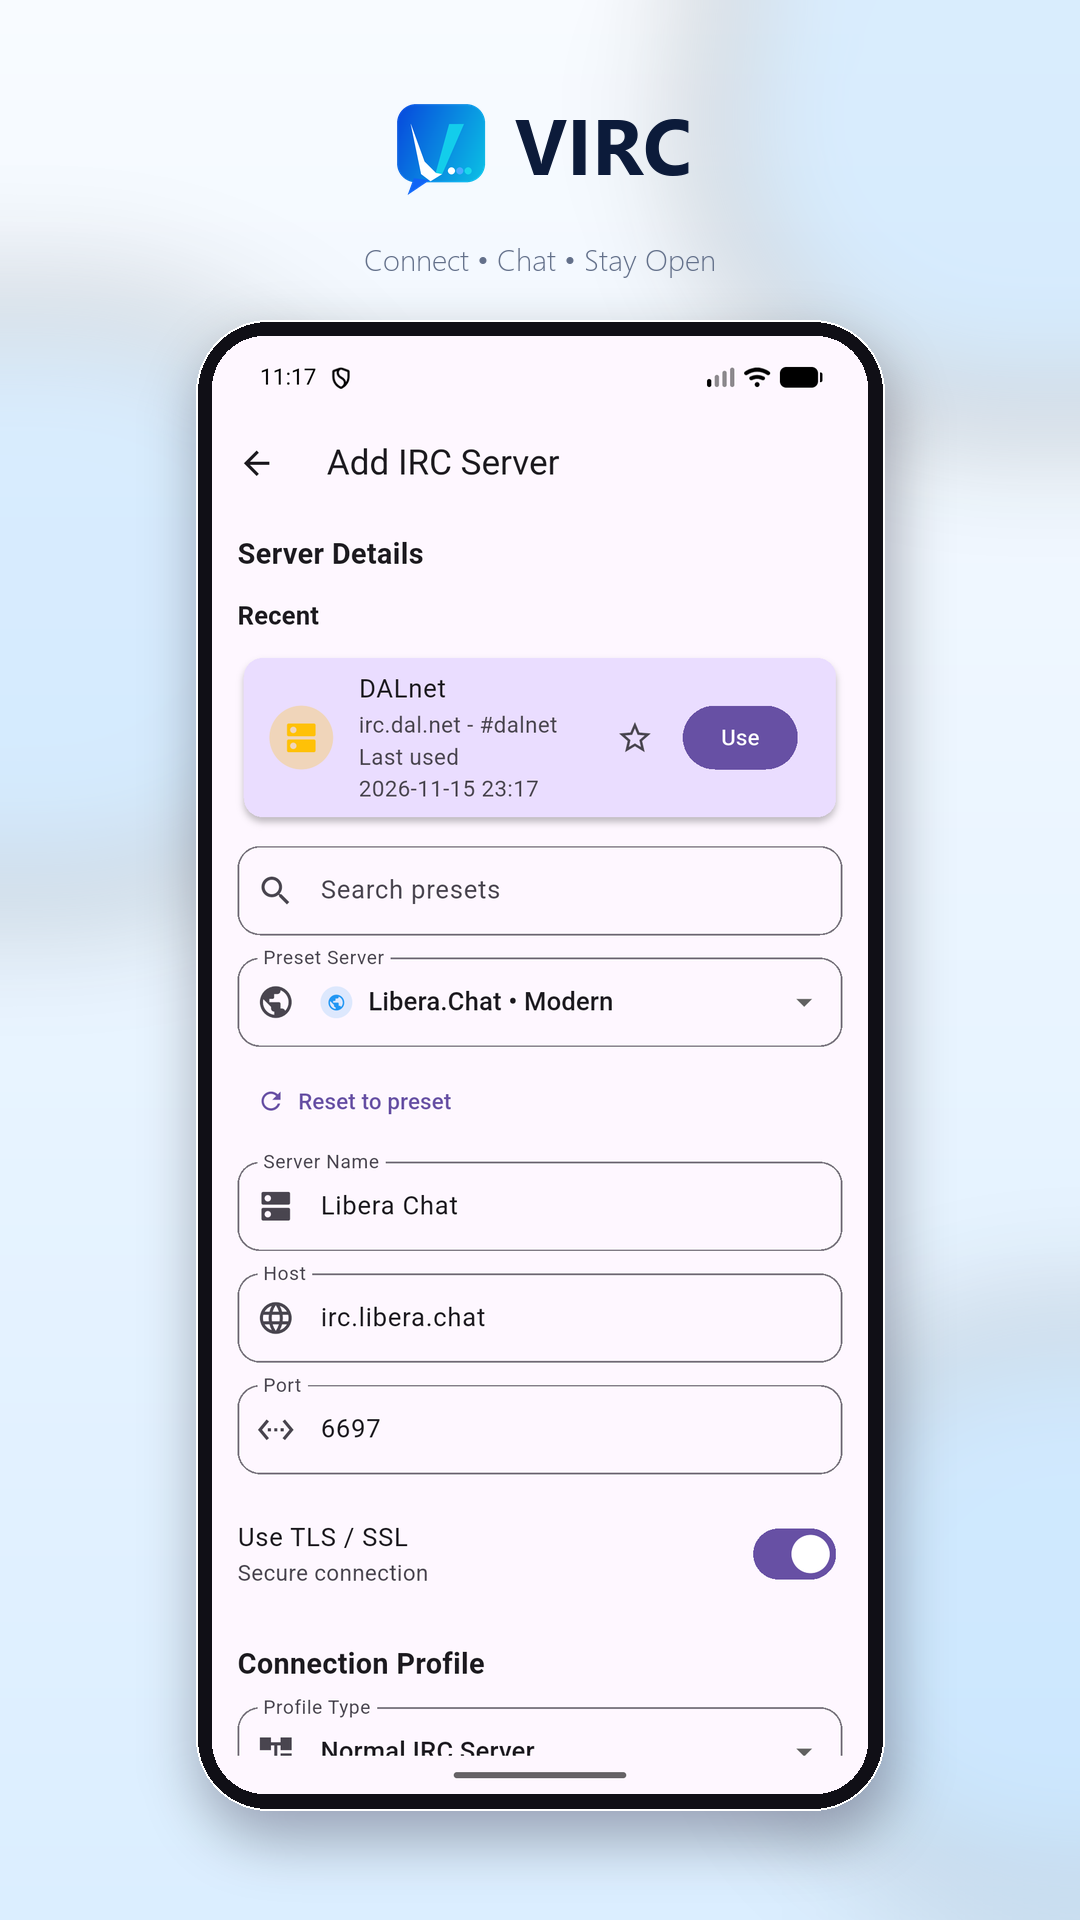 VIRC
Connect • Chat • Stay Open
11:17
Add IRC Server
Server Details
Recent
DALnet
irc.dal.net - #dalnet
Last used
2026-11-15 23:17
Use
Search presets
Preset Server
Libera.Chat • Modern
Reset to preset
Server Name
Libera Chat
Host
irc.libera.chat
Port
6697
Use TLS / SSL
Secure connection
Connection Profile
Profile Type
Normal IRC Server